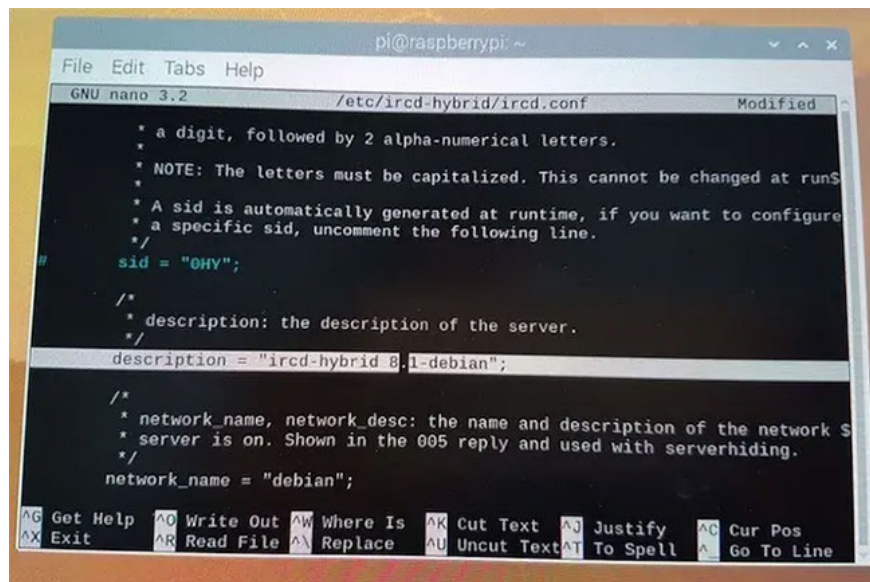 pi@raspberrypi: ~
File Edit Tabs Help
GNU nano 3.2 /etc/ircd-hybrid/ircd.conf Modified
* a digit, followed by 2 alpha-numerical letters.
*
* NOTE: The letters must be capitalized. This cannot be changed at run$
*
* A sid is automatically generated at runtime, if you want to configure
* a specific sid, uncomment the following line.
*/
# sid = "0HY";
/*
* description: the description of the server.
*/
description = "ircd-hybrid 8.1-debian";
/*
* network_name, network_desc: the name and description of the network $
* server is on. Shown in the 005 reply and used with serverhiding.
*/
network_name = "debian";
^G Get Help ^O Write Out ^W Where Is ^K Cut Text ^J Justify ^C Cur Pos
^X Exit ^R Read File ^\ Replace ^U Uncut Text ^T To Spell ^_ Go To Line